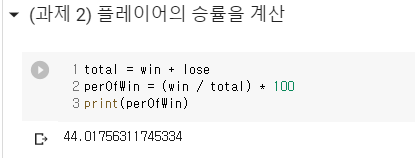 (과제 2) 플레이어의 승률을 계산
1 total = win + lose
2 perOfWin = (win / total) * 100
3 print(perOfWin)
44.01756311745334